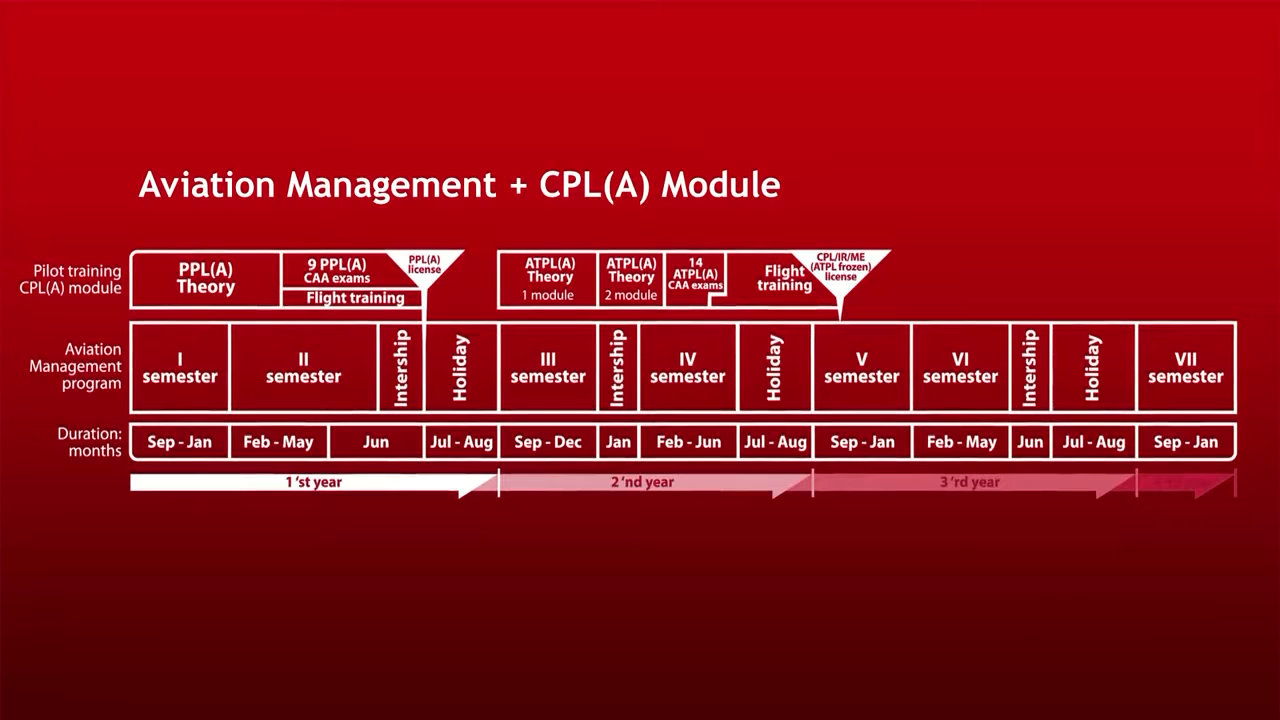 Aviation Management + CPL(A) Module
Pilot training
CPL(A) module
PPL(A)
Theory
9 PPL(A)
CAA exams
Flight training
PPL(A)
license
ATPL(A)
Theory
1 module
ATPL(A)
Theory
2 module
14
ATPL(A)
CAA exams
Flight
training
CPL/IR/ME
(ATPL frozen)
license
Aviation
Management
program
I
semester
II
semester
Intership
Holiday
III
semester
Intership
IV
semester
Holiday
V
semester
VI
semester
Intership
Holiday
VII
semester
Duration:
months
Sep - Jan
Feb - May
Jun
Jul - Aug
Sep - Dec
Jan
Feb - Jun
Jul - Aug
Sep - Jan
Feb - May
Jun
Jul - Aug
Sep - Jan
1 'st year
2 'nd year
3 'rd year